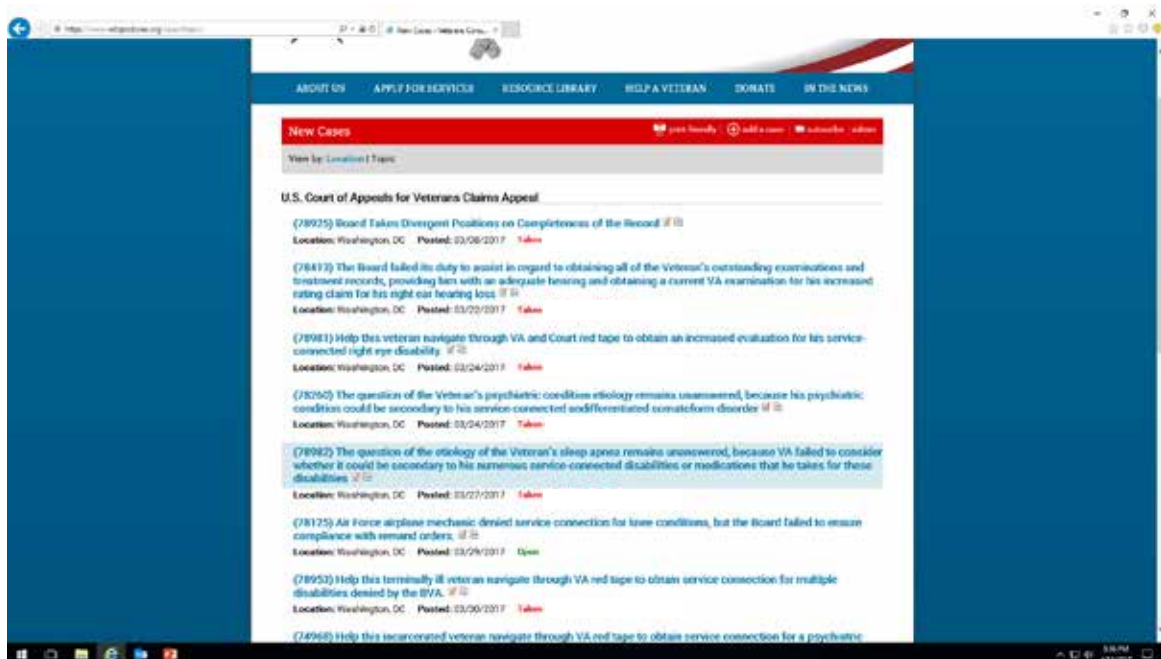 New Cases - Veterans Cons...
ABOUT US APPLY FOR SERVICES RESOURCE LIBRARY HELP A VETERAN DONATE IN THE NEWS
New Cases print friendly add a case subscribe admin
View by: Location | Topic
U.S. Court of Appeals for Veterans Claims Appeal
(78925) Board Takes Divergent Positions on Completeness of the Record
Location: Washington, DC Posted: 03/08/2017 Taken
(78413) The Board failed its duty to assist in regard to obtaining all of the Veteran's outstanding examinations and
treatment records, providing him with an adequate hearing and obtaining a current VA examination for his increased
rating claim for his right ear hearing loss
Location: Washington, DC Posted: 03/22/2017 Taken
(78981) Help this veteran navigate through VA and Court red tape to obtain an increased evaluation for his service-
connected right eye disability.
Location: Washington, DC Posted: 03/24/2017 Taken
(78260) The question of the Veteran's psychiatric condition etiology remains unanswered, because his psychiatric
condition could be secondary to his service-connected undifferentiated somatoform disorder
Location: Washington, DC Posted: 03/24/2017 Taken
(78982) The question of the etiology of the Veteran's sleep apnea remains unanswered, because VA failed to consider
whether it could be secondary to his numerous service-connected disabilities or medications that he takes for those
disabilities
Location: Washington, DC Posted: 03/27/2017 Taken
(78125) Air Force airplane mechanic denied service connection for knee conditions, but the Board failed to ensure
compliance with remand orders.
Location: Washington, DC Posted: 03/29/2017 Open
(78953) Help this terminally ill veteran navigate through VA red tape to obtain service connection for multiple
disabilities denied by the BVA.
Location: Washington, DC Posted: 03/30/2017 Taken
(74968) Help this incarcerated veteran navigate through VA red tape to obtain service connection for a psychiatric